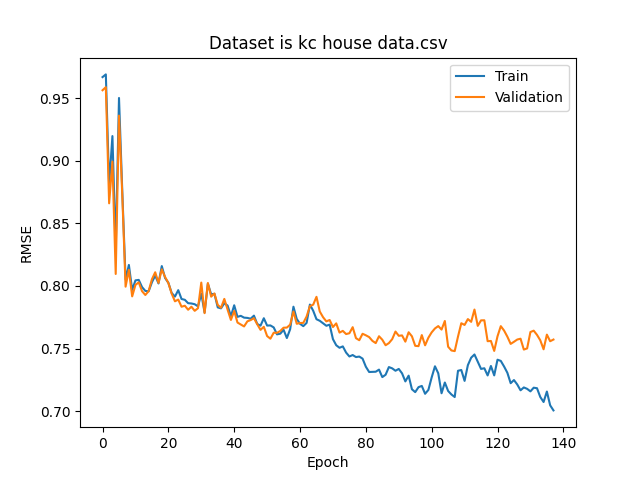 Dataset is kc house data.csv
Train
Validation
RMSE
0.95
0.90
0.85
0.80
0.75
0.70
0 20 40 60 80 100 120 140
Epoch